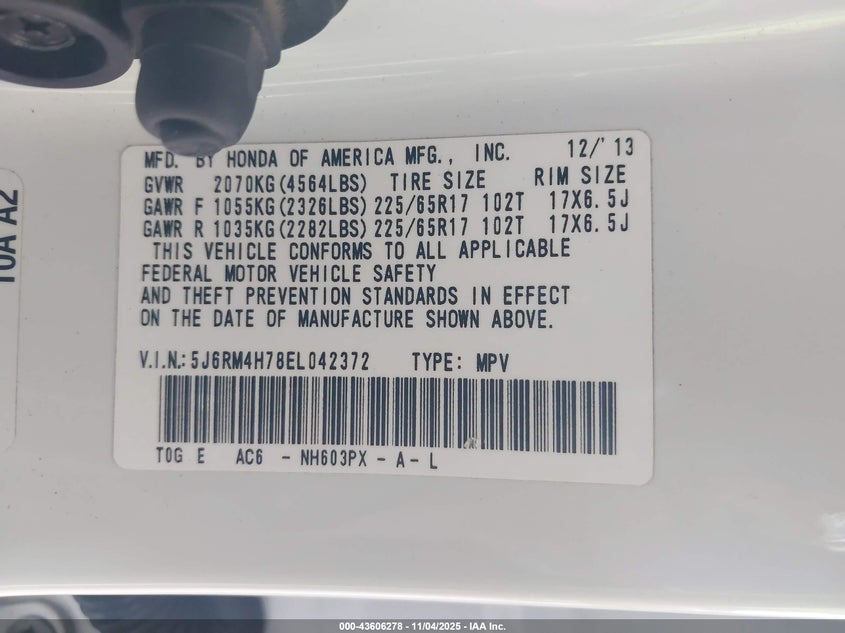 MFD. BY HONDA OF AMERICA MFG., INC. 12/'13
GVWR 2070KG(4564LBS) TIRE SIZE RIM SIZE
GAWR F 1055KG(2326LBS) 225/65R17 102T 17X6.5J
GAWR R 1035KG(2282LBS) 225/65R17 102T 17X6.5J
THIS VEHICLE CONFORMS TO ALL APPLICABLE
FEDERAL MOTOR VEHICLE SAFETY
AND THEFT PREVENTION STANDARDS IN EFFECT
ON THE DATE OF MANUFACTURE SHOWN ABOVE.
V.I.N.: 5J6RM4H78EL042372 TYPE: MPV
T0G E AC6 - NH603PX - A - L
A2
000-43606278 - 11/04/2025 - IAA Inc.